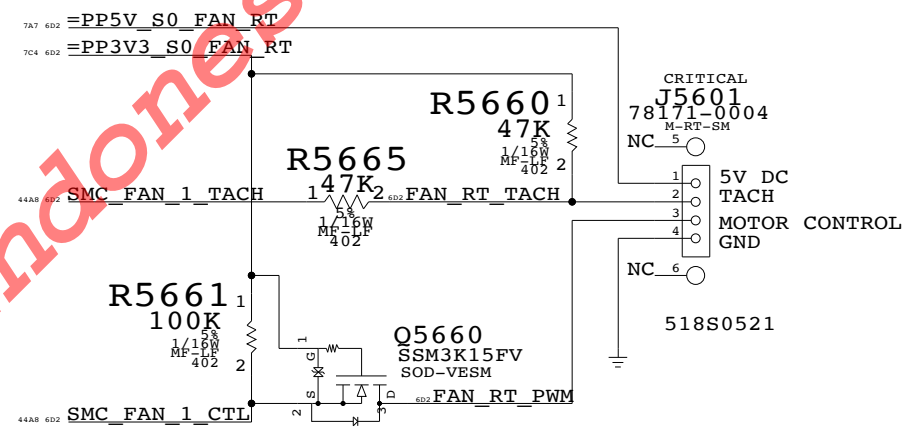 7A7 6D2 =PP5V_S0_FAN_RT
7C4 6D2 =PP3V3_S0_FAN_RT
ndones
CRITICAL
J5601
78171-0004
M-RT-SM
NC 5
R5660 1
47K
5%
1/16W
MF-LF
402
2
R5665
47K
1 2
5%
1/16W
MF-LF
402
44A8 6D2 SMC_FAN_1_TACH
6D2 FAN_RT_TACH
1 5V DC
2 TACH
3 MOTOR CONTROL
4 GND
NC 6
518S0521
R5661 1
100K
5%
1/16W
MF-LF
402
2
Q5660
SSM3K15FV
SOD-VESM
1
G
S
D
2
3
6D2 FAN_RT_PWM
44A8 6D2 SMC_FAN_1_CTL